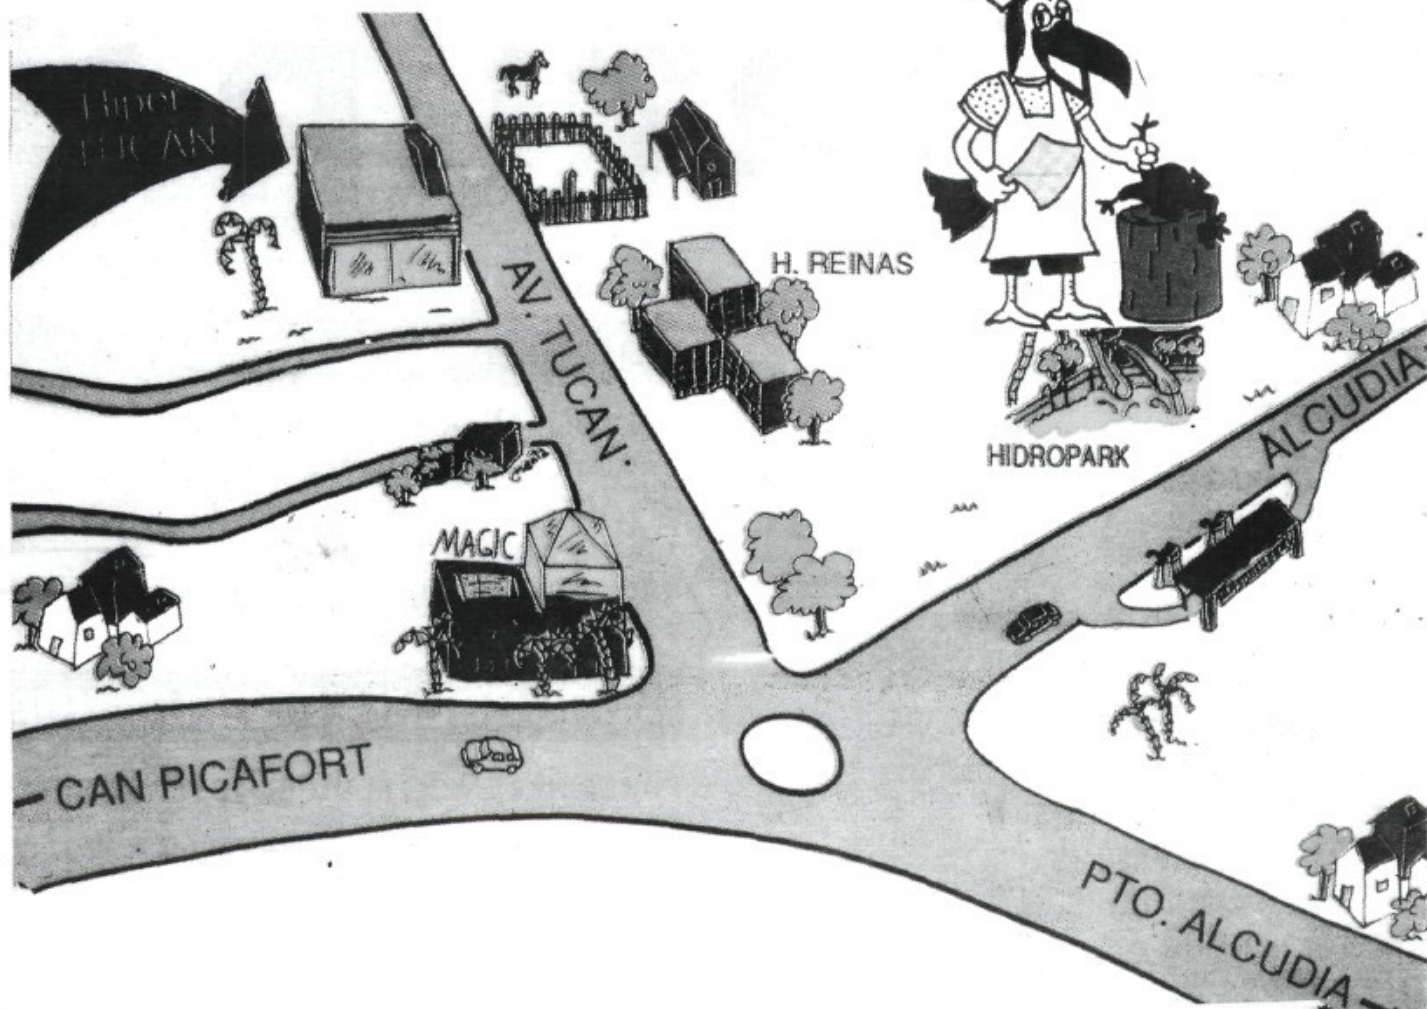 Hiper
TUCAN
H. REINAS
AV. TUCAN
ALCUDIA
HIDROPARK
MAGIC
CAN PICAFORT
PTO. ALCUDIA